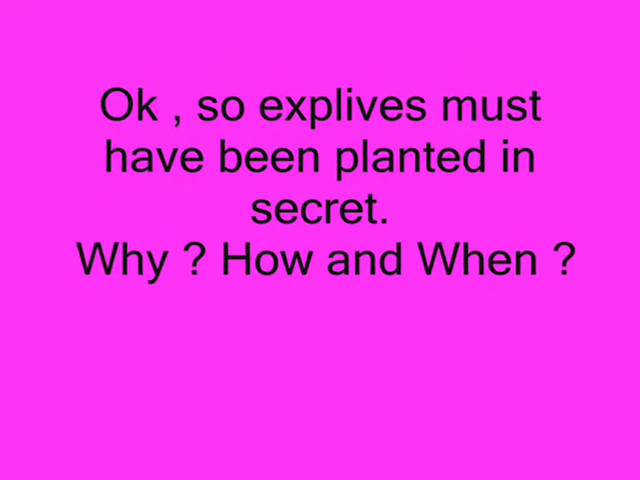 Ok , so explives must
have been planted in
secret.
Why ? How and When ?